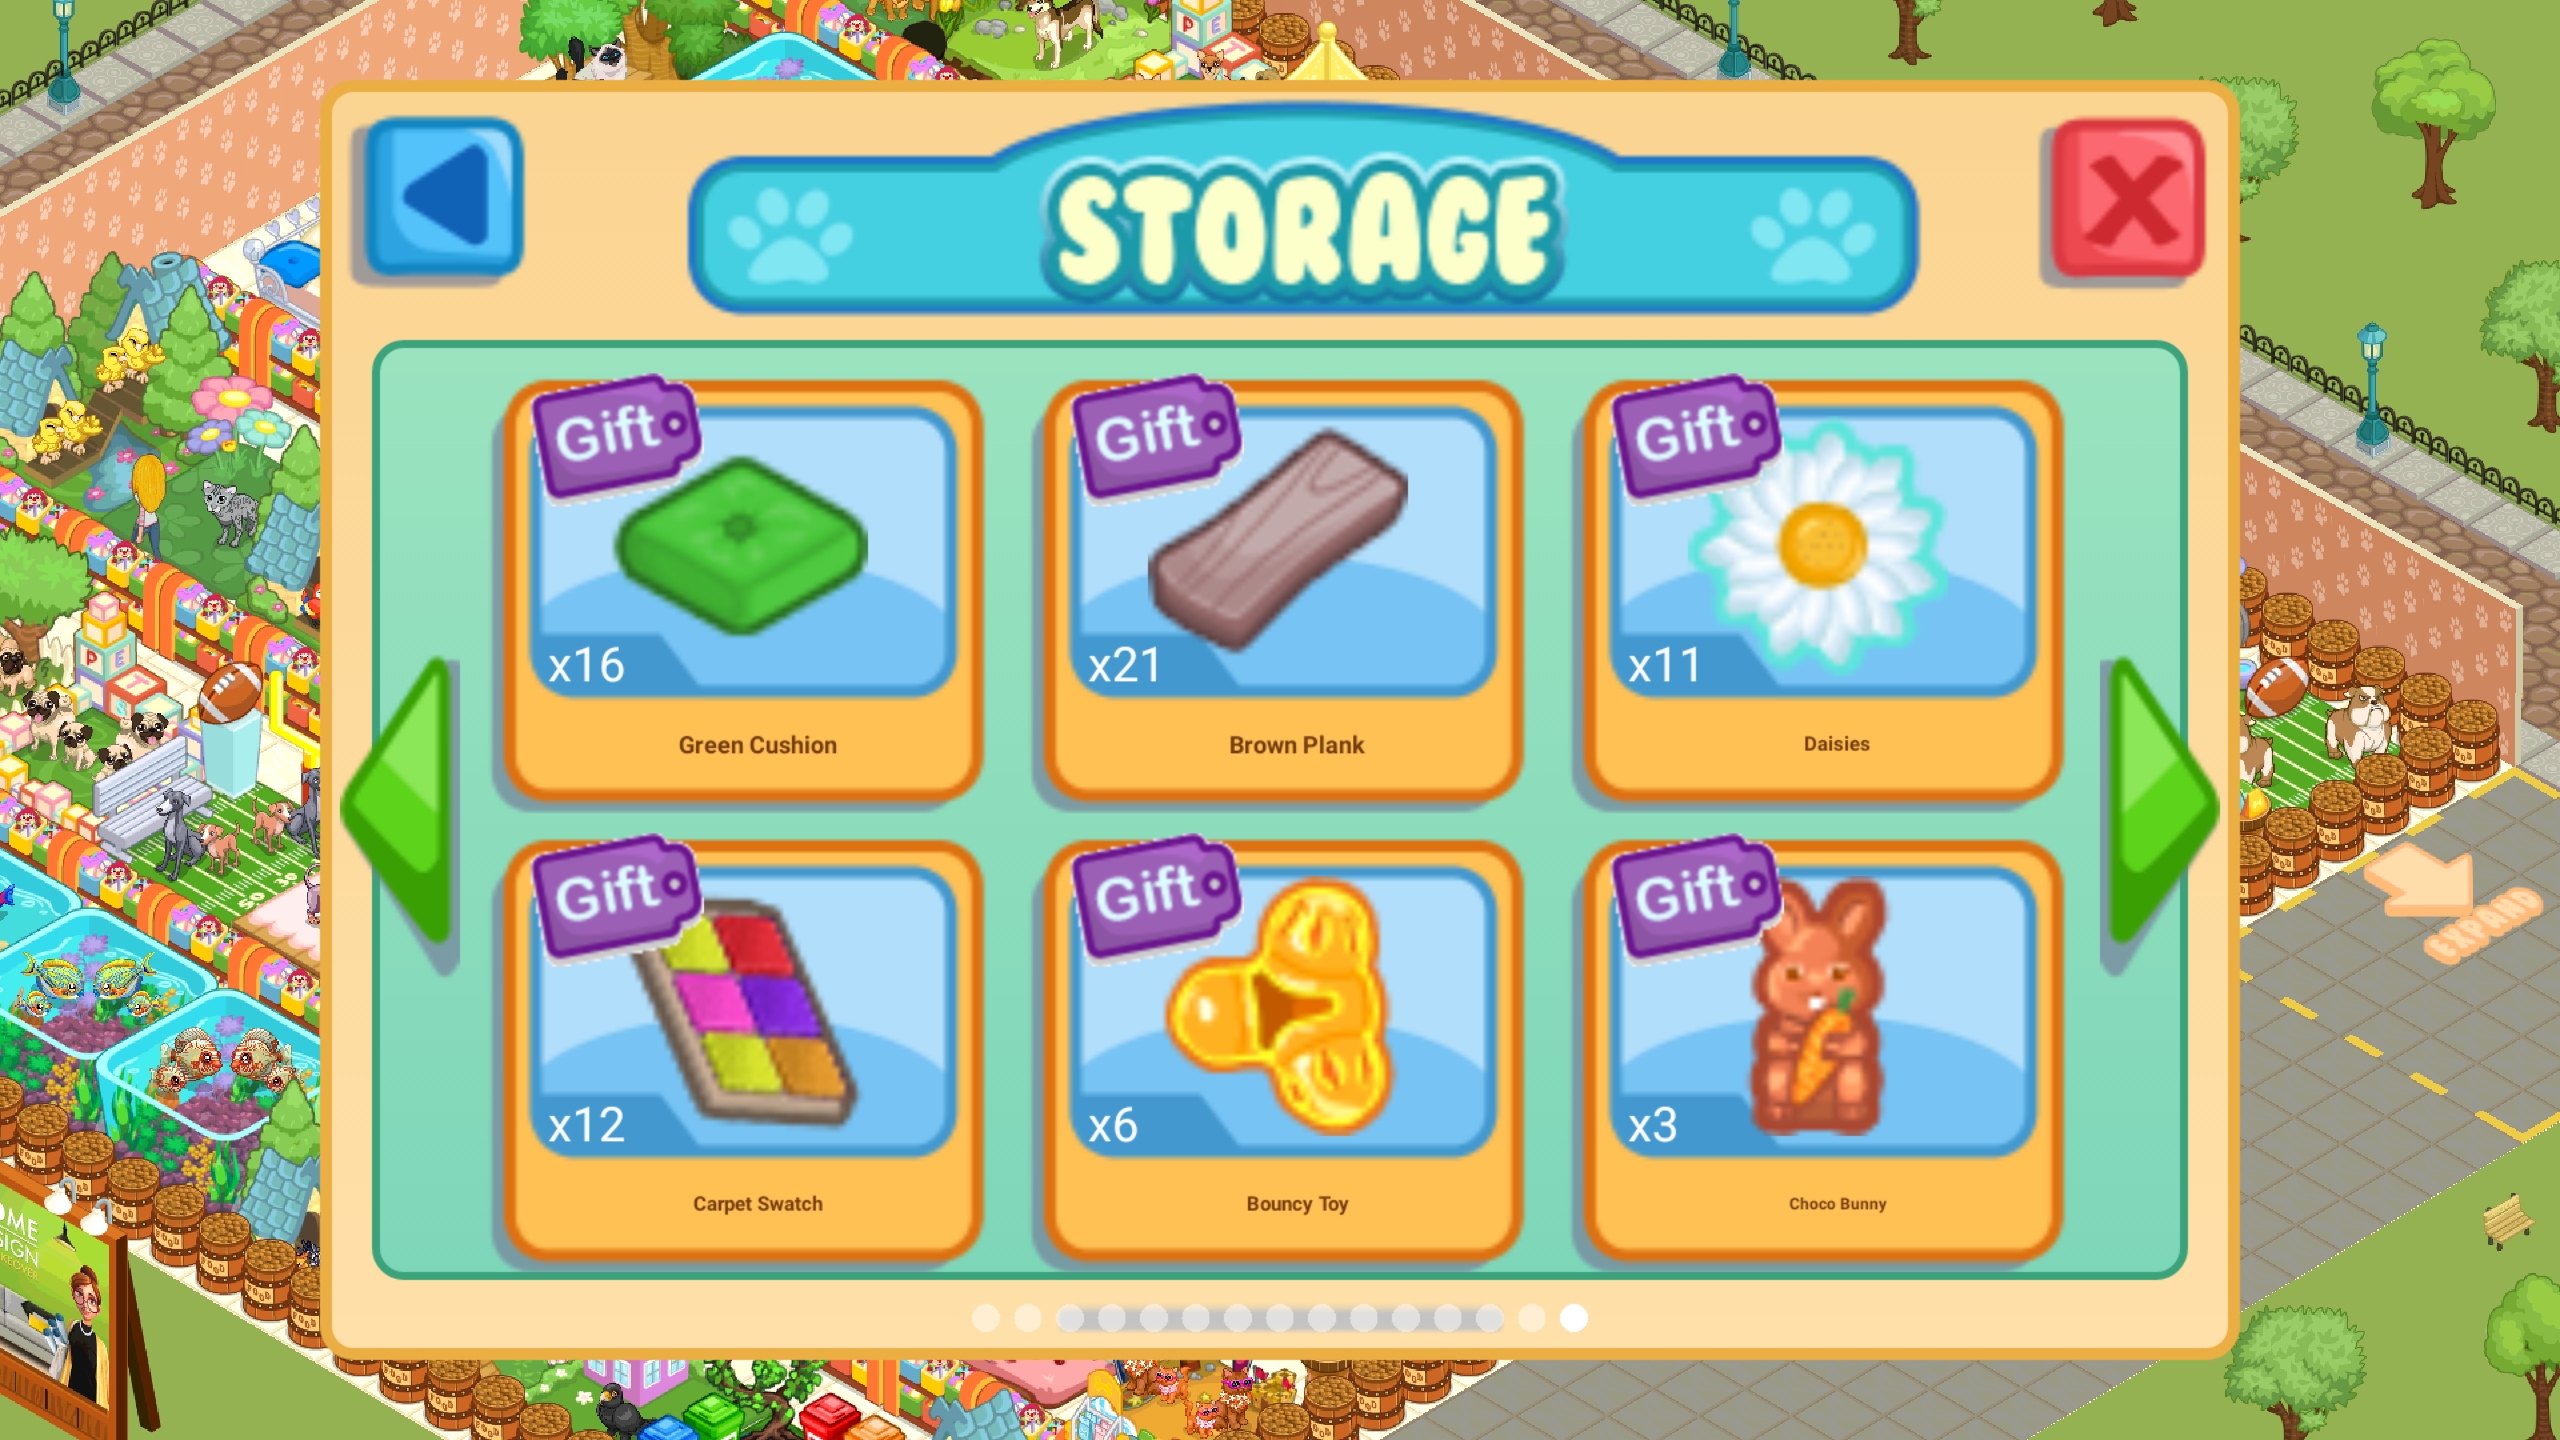 STORAGE
Gift
Gift
Gift
x16
x21
x11
Green Cushion
Brown Plank
Daisies
Gift
Gift
Gift
x12
x6
x3
Carpet Swatch
Bouncy Toy
Choco Bunny
EXPAND